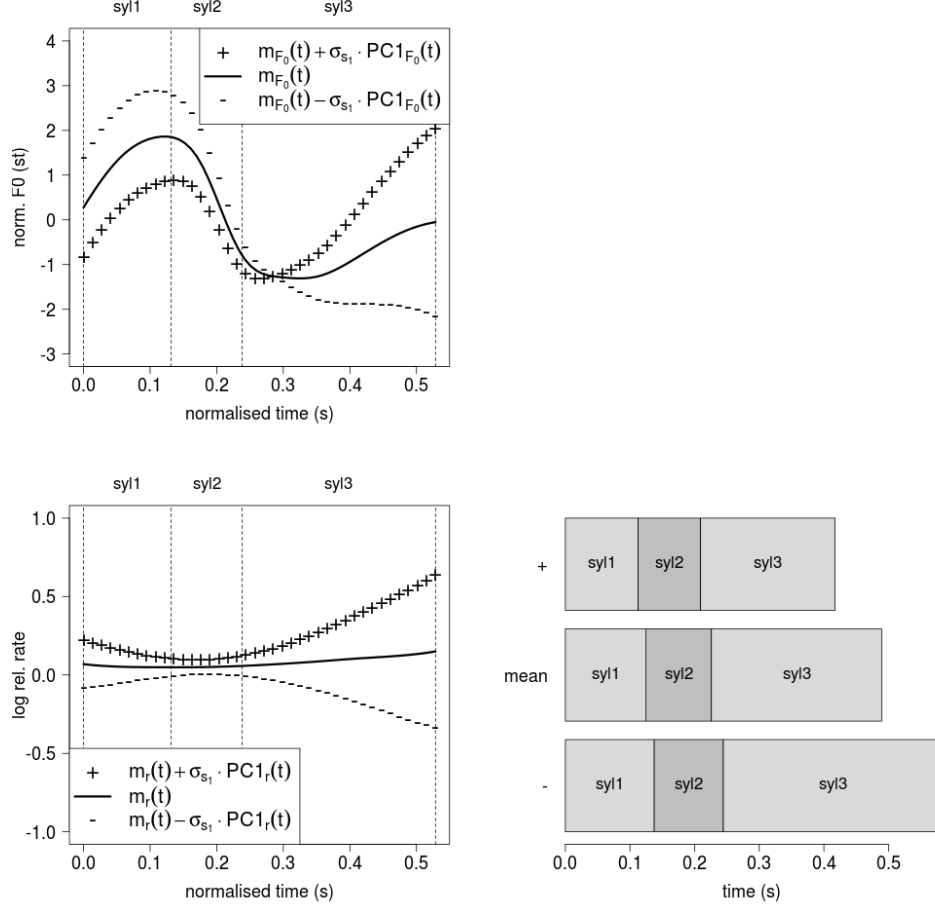 syl1 syl2 syl3
m_F₀(t) + σ_s₁ · PC1_F₀(t)
m_F₀(t)
m_F₀(t) − σ_s₁ · PC1_F₀(t)
norm. F0 (st)
4
3
2
1
0
-1
-2
-3
0.0 0.1 0.2 0.3 0.4 0.5
normalised time (s)
syl1 syl2 syl3
log rel. rate
1.0
0.5
0.0
-0.5
-1.0
m_r(t) + σ_s₁ · PC1_r(t)
m_r(t)
m_r(t) − σ_s₁ · PC1_r(t)
0.0 0.1 0.2 0.3 0.4 0.5
normalised time (s)
+ syl1 syl2 syl3
mean syl1 syl2 syl3
- syl1 syl2 syl3
0.0 0.1 0.2 0.3 0.4 0.5
time (s)